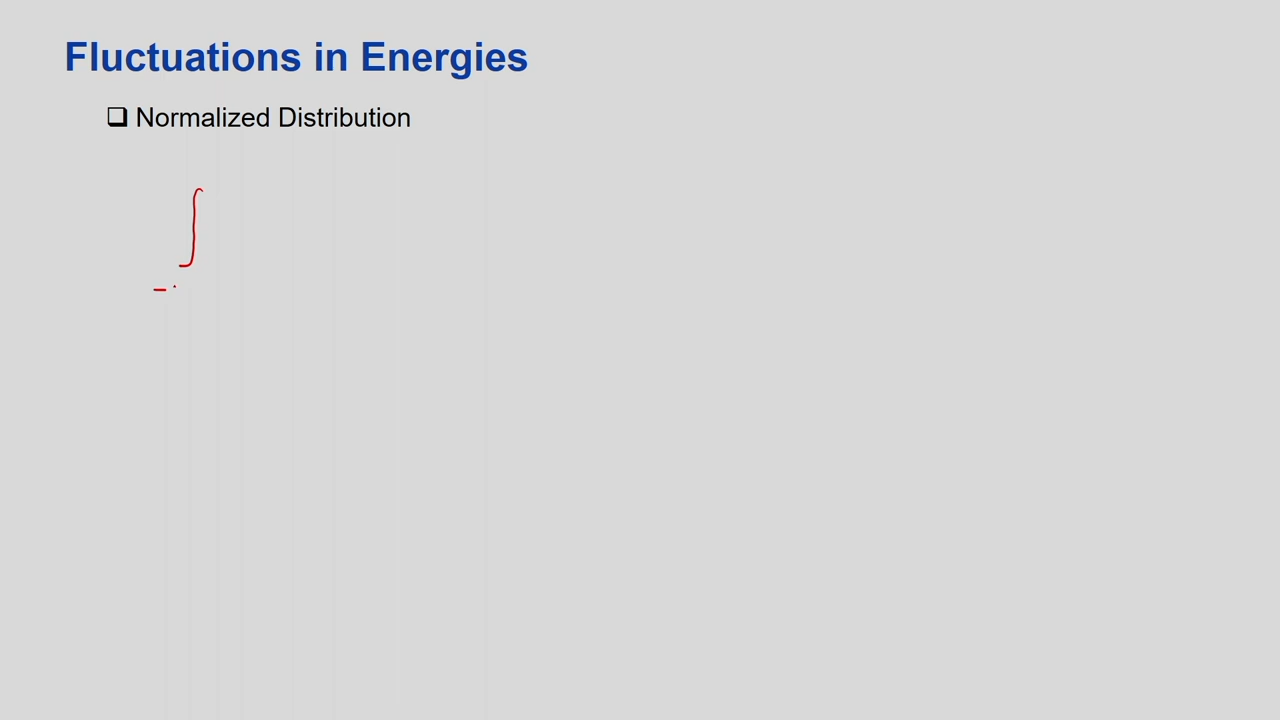 Fluctuations in Energies
❑ Normalized Distribution
∫
-